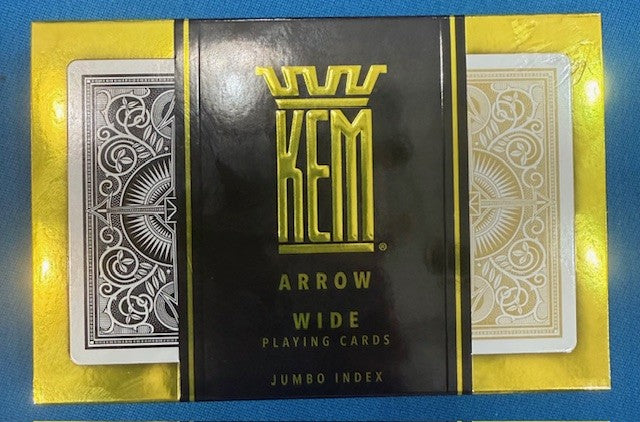 KEM®
ARROW
WIDE
PLAYING CARDS
JUMBO INDEX